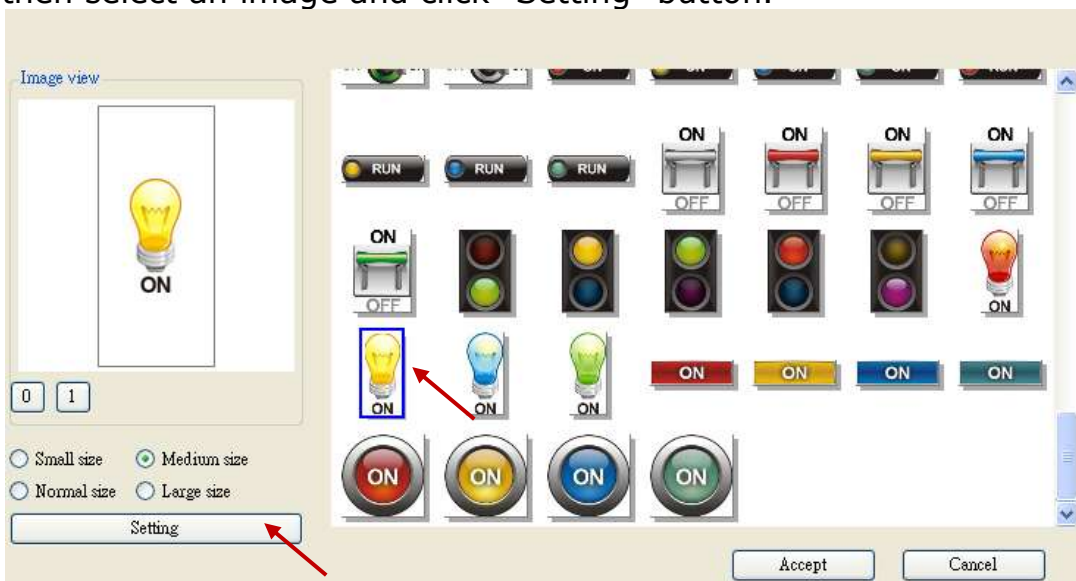 then select an image and click "Setting" button.
Image view
ON
0 1
Small size Medium size
Normal size Large size
Setting
ON ON ON ON
RUN RUN RUN
OFF OFF OFF OFF
ON
OFF
ON
ON ON ON
ON ON ON ON
ON ON ON ON
Accept Cancel